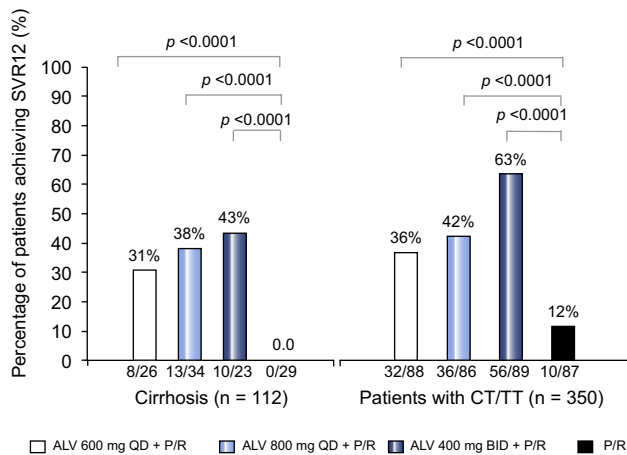 Percentage of patients achieving SVR12 (%)
p <0.0001
p <0.0001
p <0.0001
p <0.0001
p <0.0001
p <0.0001
100
90
80
70
60
50
40
30
20
10
0
31%
38%
43%
0.0
36%
42%
63%
12%
8/26 13/34 10/23 0/29
32/88 36/86 56/89 10/87
Cirrhosis (n = 112)
Patients with CT/TT (n = 350)
ALV 600 mg QD + P/R
ALV 800 mg QD + P/R
ALV 400 mg BID + P/R
P/R